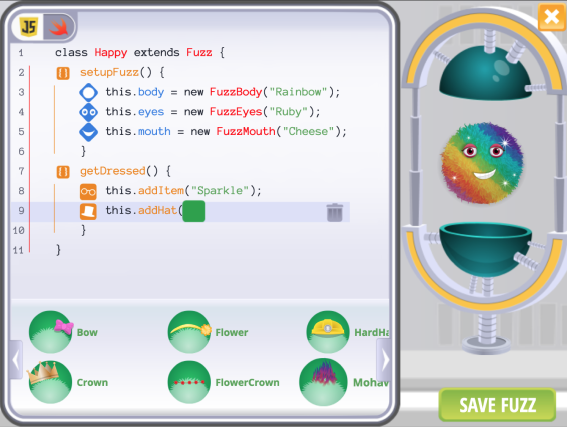 JS
1 class Happy extends Fuzz {
2 setupFuzz() {
3 this.body = new FuzzBody("Rainbow");
4 this.eyes = new FuzzEyes("Ruby");
5 this.mouth = new FuzzMouth("Cheese");
6 }
7 getDressed() {
8 this.addItem("Sparkle");
9 this.addHat(
10 }
11 }
Bow Flower HardHa
Crown FlowerCrown Mohav
SAVE FUZZ